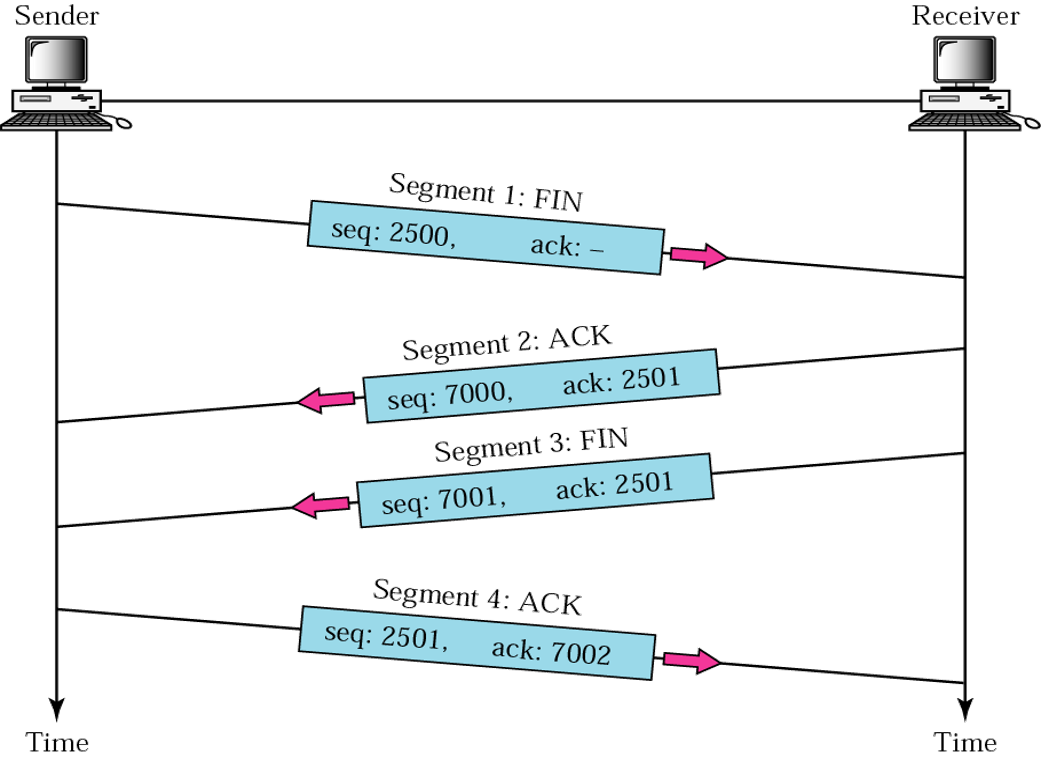 Sender
Receiver
Segment 1: FIN
seq: 2500, ack: –
Segment 2: ACK
seq: 7000, ack: 2501
Segment 3: FIN
seq: 7001, ack: 2501
Segment 4: ACK
seq: 2501, ack: 7002
Time
Time